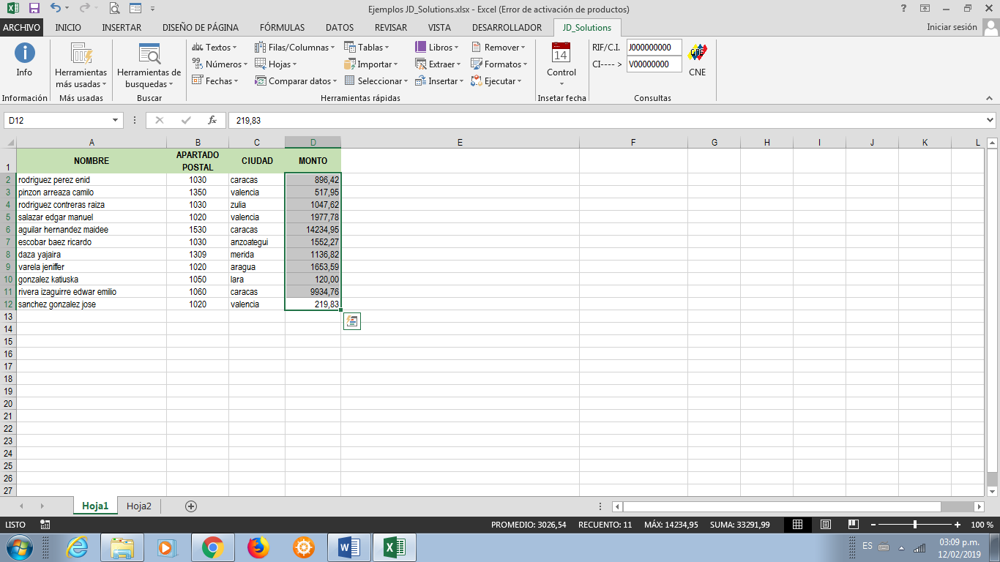 Ejemplos JD_Solutions.xlsx - Excel (Error de activación de productos)
ARCHIVO INICIO INSERTAR DISEÑO DE PÁGINA FÓRMULAS DATOS REVISAR VISTA DESARROLLADOR JD_Solutions Iniciar sesión
Info
Información
Herramientas más usadas
Más usadas
Herramientas de busquedas
Buscar
abc Textos Filas/Columnas Tablas Libros Remover
Números Hojas Importar Extraer Formatos
Fechas Comparar datos Seleccionar Insertar Ejecutar
Herramientas rápidas
14
Control
Insetar fecha
RIF/C.I. J000000000
CI----> V00000000
CNE
Consultas
D12 fx 219,83
A B C D E F G H I J K L
1 NOMBRE APARTADO POSTAL CIUDAD MONTO
2 rodriguez perez enid 1030 caracas 896,42
3 pinzon arreaza camilo 1350 valencia 517,95
4 rodriguez contreras raiza 1030 zulia 1047,62
5 salazar edgar manuel 1020 valencia 1977,78
6 aguilar hernandez maidee 1530 caracas 14234,95
7 escobar baez ricardo 1030 anzoategui 1552,27
8 daza yajaira 1309 merida 1136,82
9 varela jeniffer 1020 aragua 1653,59
10 gonzalez katiuska 1050 lara 120,00
11 rivera izaguirre edwar emilio 1060 caracas 9934,76
12 sanchez gonzalez jose 1020 valencia 219,83
13
14
15
16
17
18
19
20
21
22
23
24
25
26
27
Hoja1 Hoja2
LISTO PROMEDIO: 3026,54 RECUENTO: 11 MÁX: 14234,95 SUMA: 33291,99 100 %
ES 03:09 p.m.
12/02/2019